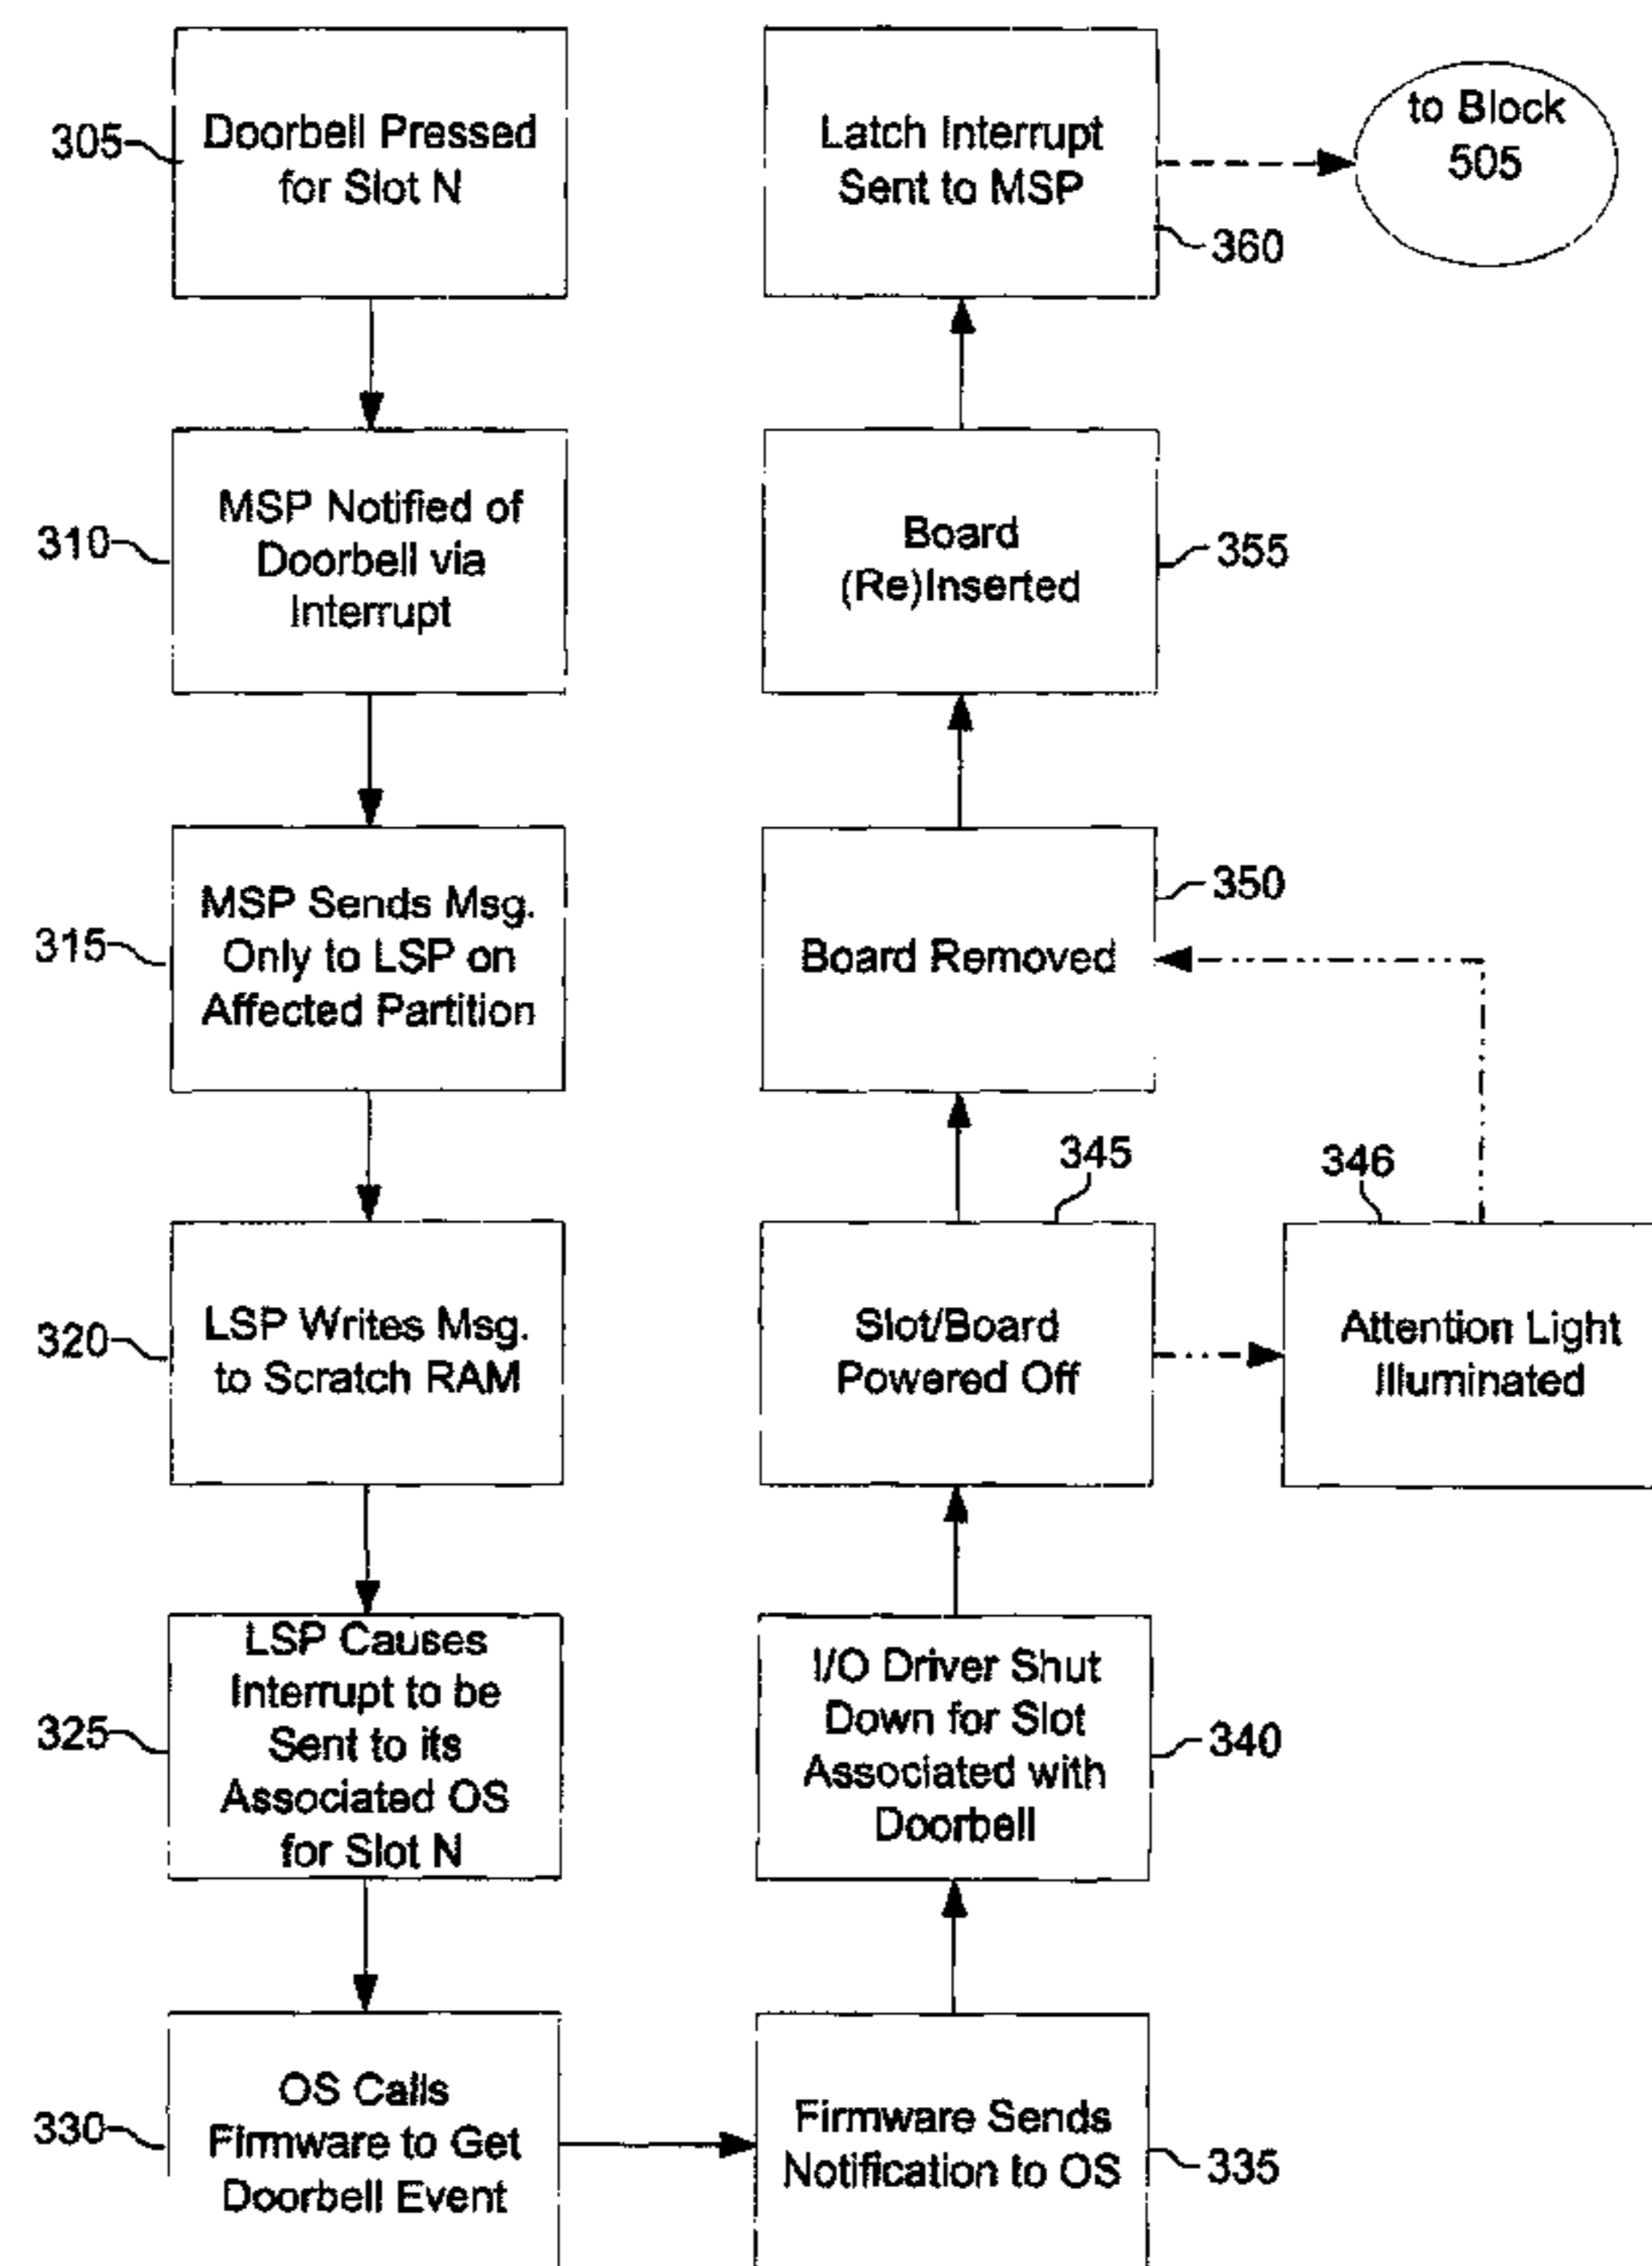 305
Doorbell Pressed
for Slot N
310
MSP Notified of
Doorbell via
Interrupt
315
MSP Sends Msg.
Only to LSP on
Affected Partition
320
LSP Writes Msg.
to Scratch RAM
325
LSP Causes
Interrupt to be
Sent to its
Associated OS
for Slot N
330
OS Calls
Firmware to Get
Doorbell Event
Firmware Sends
Notification to OS
335
I/O Driver Shut
Down for Slot
Associated with
Doorbell
340
Slot/Board
Powered Off
345
346
Attention Light
Illuminated
Board Removed
350
Board
(Re)Inserted
355
Latch Interrupt
Sent to MSP
360
to Block
505